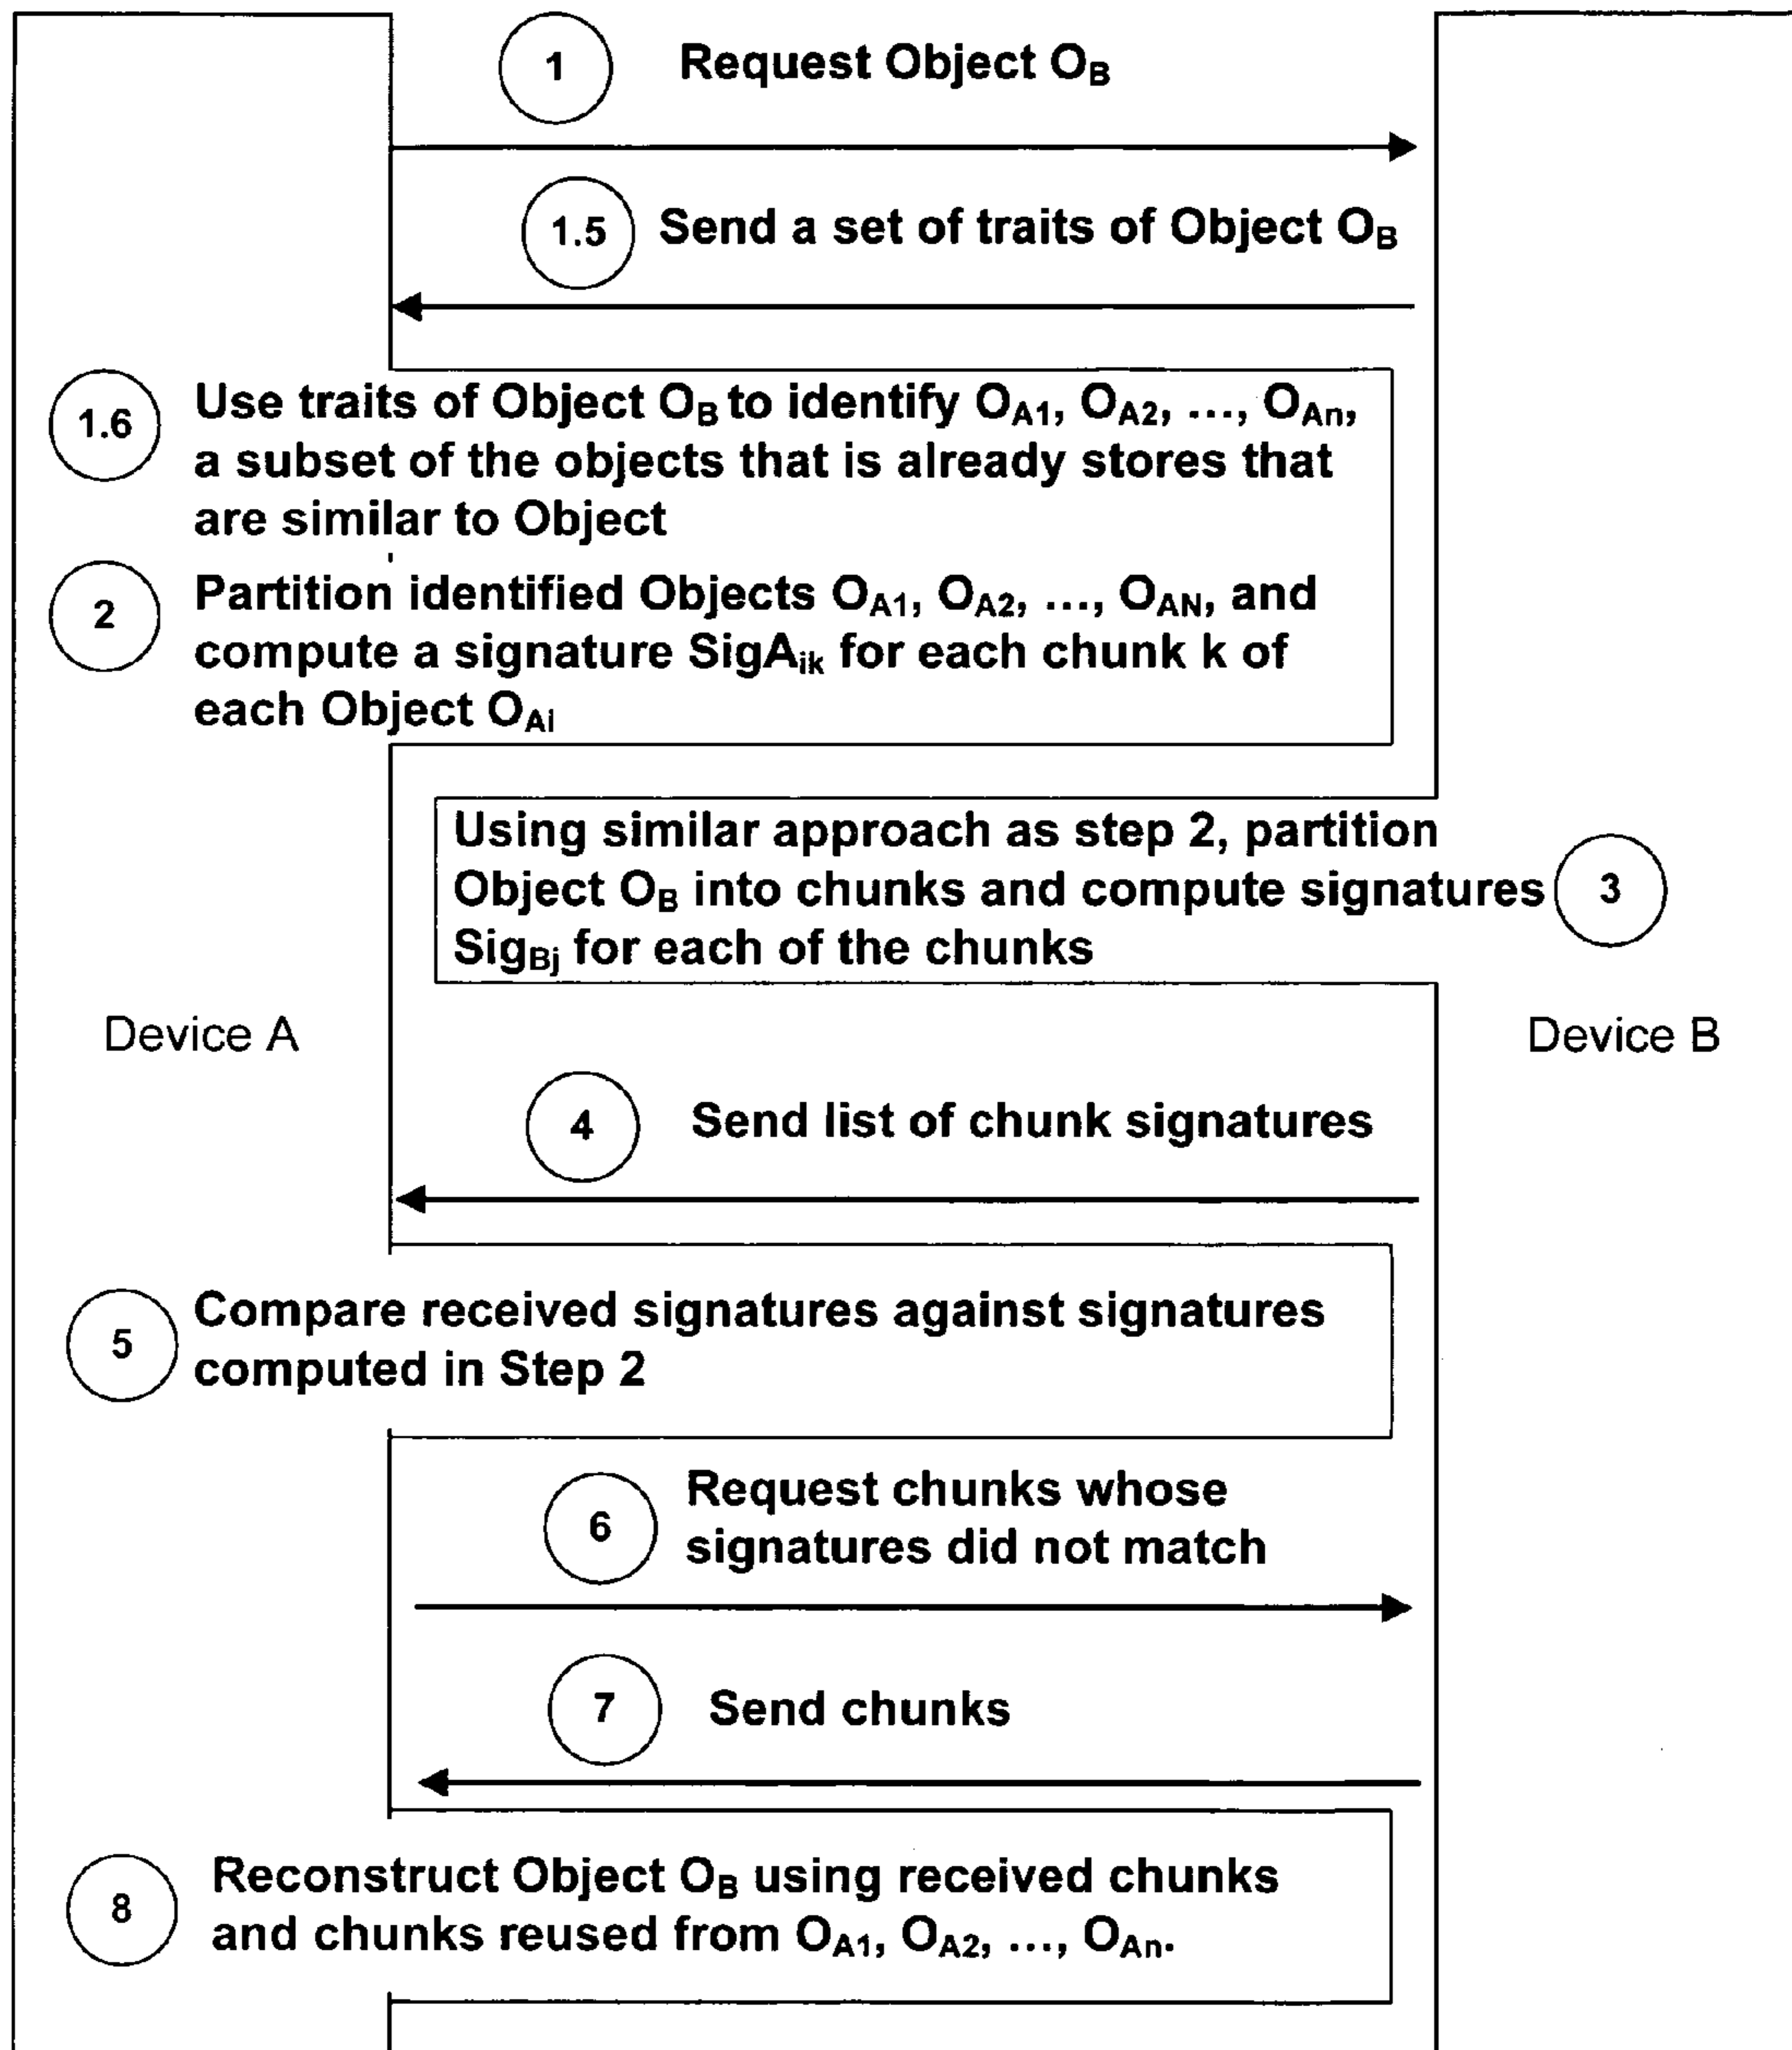 1 Request Object OB
1.5 Send a set of traits of Object OB
1.6 Use traits of Object OB to identify OA1, OA2, ..., OAn,
a subset of the objects that is already stores that
are similar to Object
2 Partition identified Objects OA1, OA2, ..., OAN, and
compute a signature SigAik for each chunk k of
each Object OAi
Using similar approach as step 2, partition
Object OB into chunks and compute signatures 3
SigBj for each of the chunks
Device A
Device B
4 Send list of chunk signatures
5 Compare received signatures against signatures
computed in Step 2
6 Request chunks whose
signatures did not match
7 Send chunks
8 Reconstruct Object OB using received chunks
and chunks reused from OA1, OA2, ..., OAn.